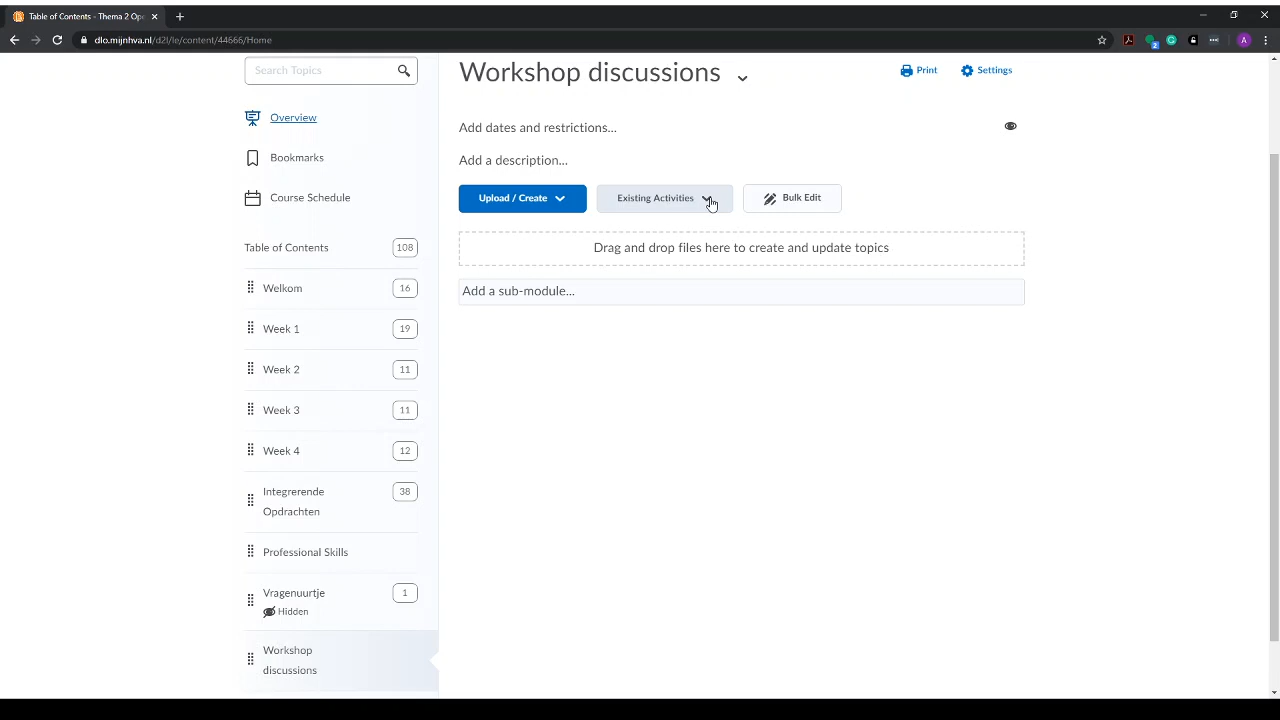 Table of Contents - Thema 2 Op
dlo.mijnhva.nl/d2l/le/content/44666/Home
2
A
Search Topics
Workshop discussions
Print
Settings
Overview
Add dates and restrictions...
Bookmarks
Add a description...
Course Schedule
Upload / Create
Existing Activities
Bulk Edit
Table of Contents 108
Drag and drop files here to create and update topics
Welkom 16
Add a sub-module...
Week 1 19
Week 2 11
Week 3 11
Week 4 12
Integrerende 38
Opdrachten
Professional Skills
Vragenuurtje 1
Hidden
Workshop
discussions